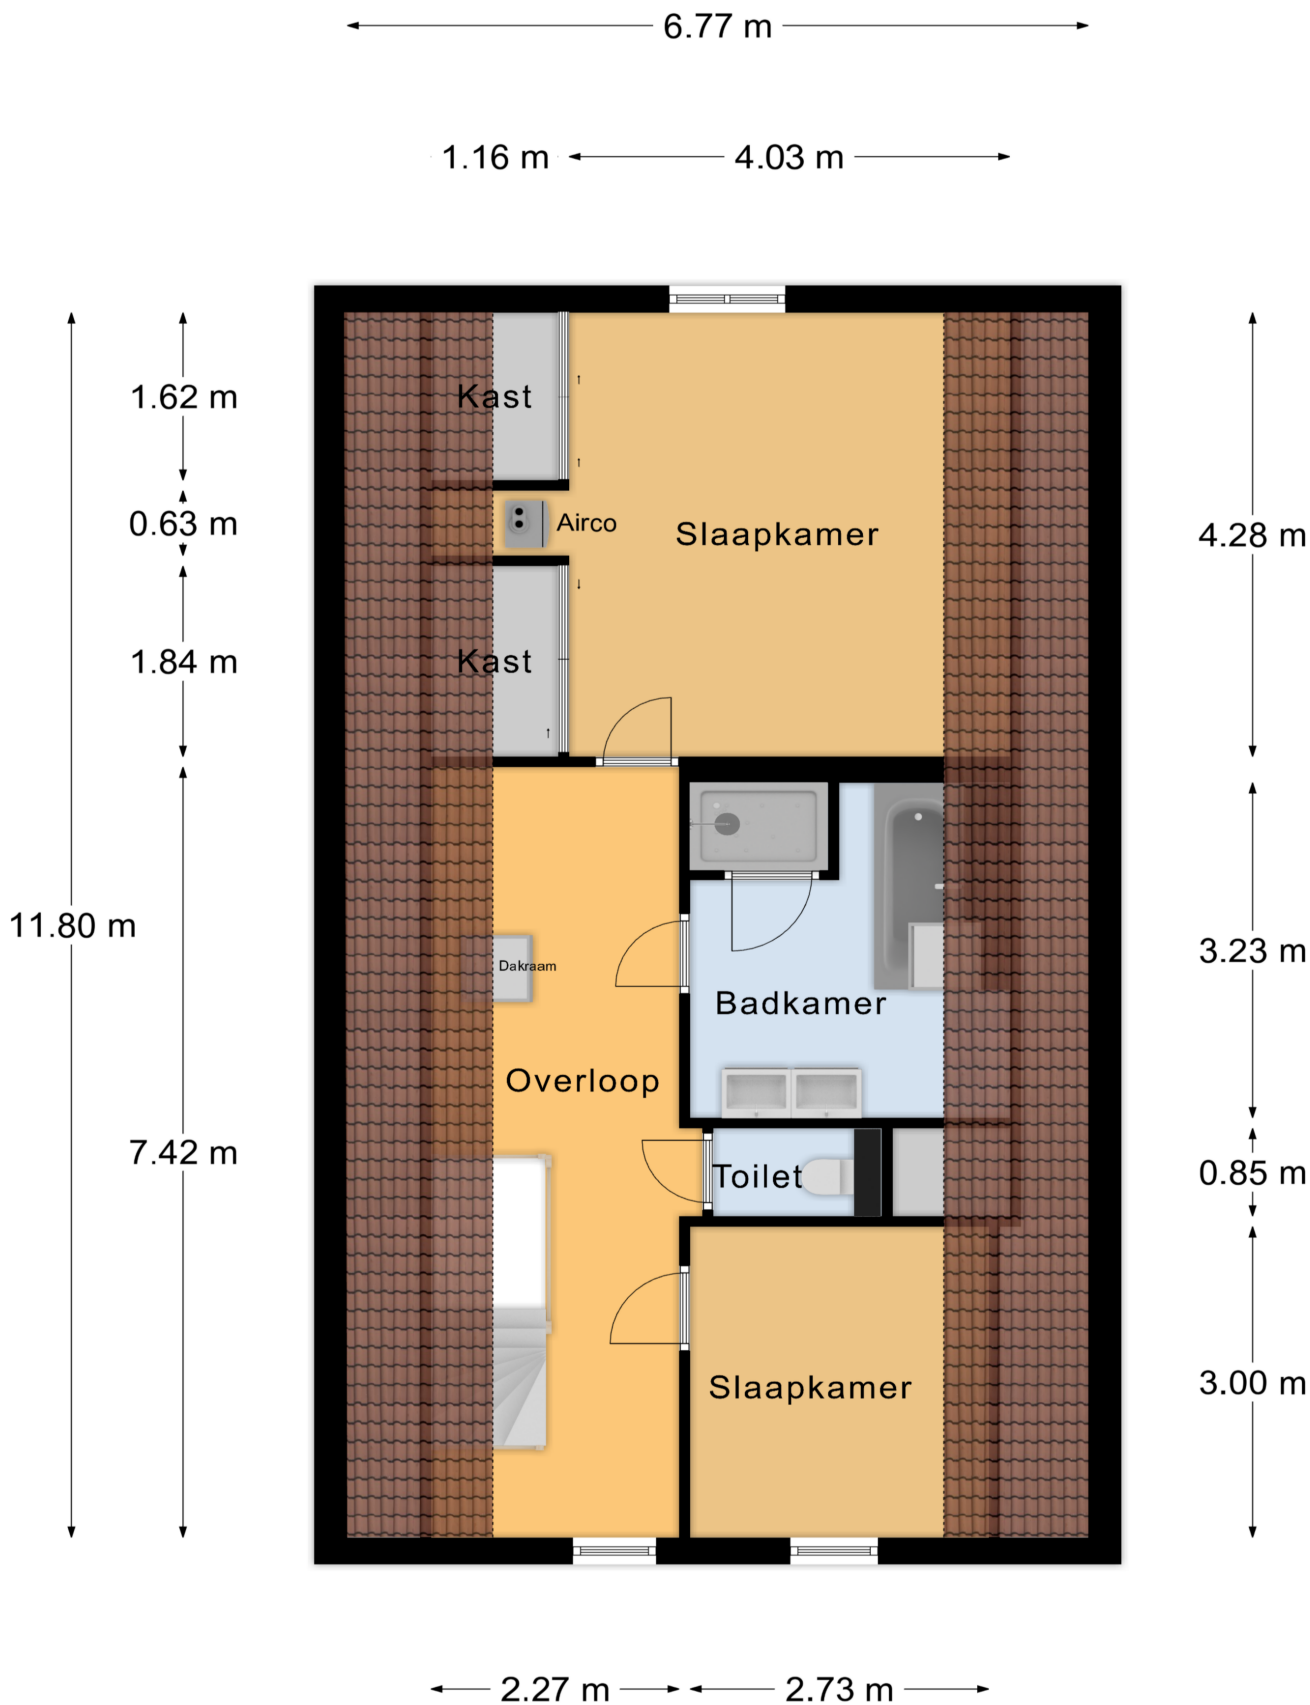 6.77 m
1.16 m
4.03 m
1.62 m
Kast
0.63 m
Airco
Slaapkamer
4.28 m
1.84 m
Kast
11.80 m
3.23 m
Dakraam
Badkamer
Overloop
7.42 m
Toilet
0.85 m
Slaapkamer
3.00 m
2.27 m
2.73 m